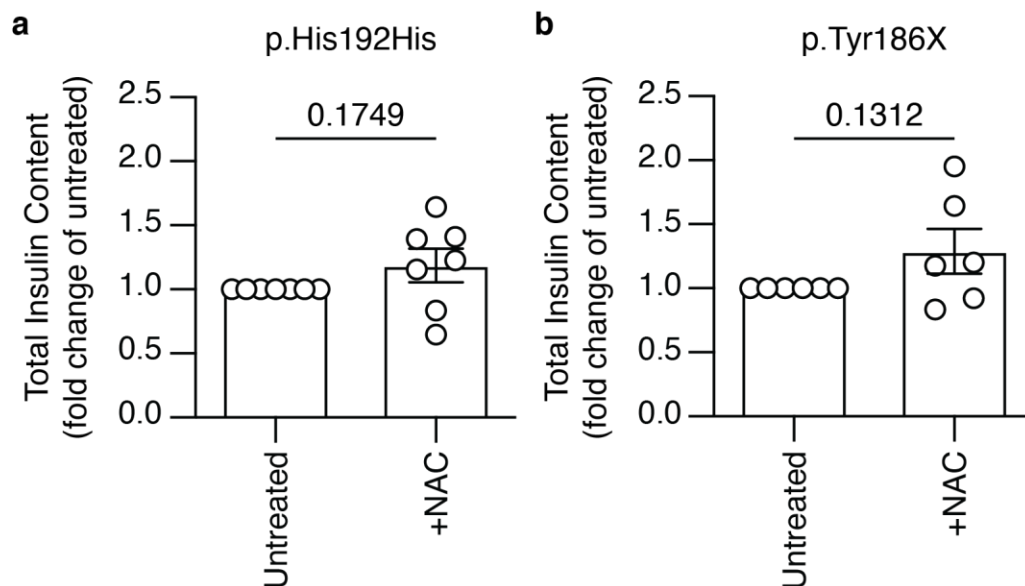 a
p.His192His
Total Insulin Content
(fold change of untreated)
2.5
2.0
1.5
1.0
0.5
0.0
0.1749
Untreated
+NAC
b
p.Tyr186X
Total Insulin Content
(fold change of untreated)
2.5
2.0
1.5
1.0
0.5
0.0
0.1312
Untreated
+NAC